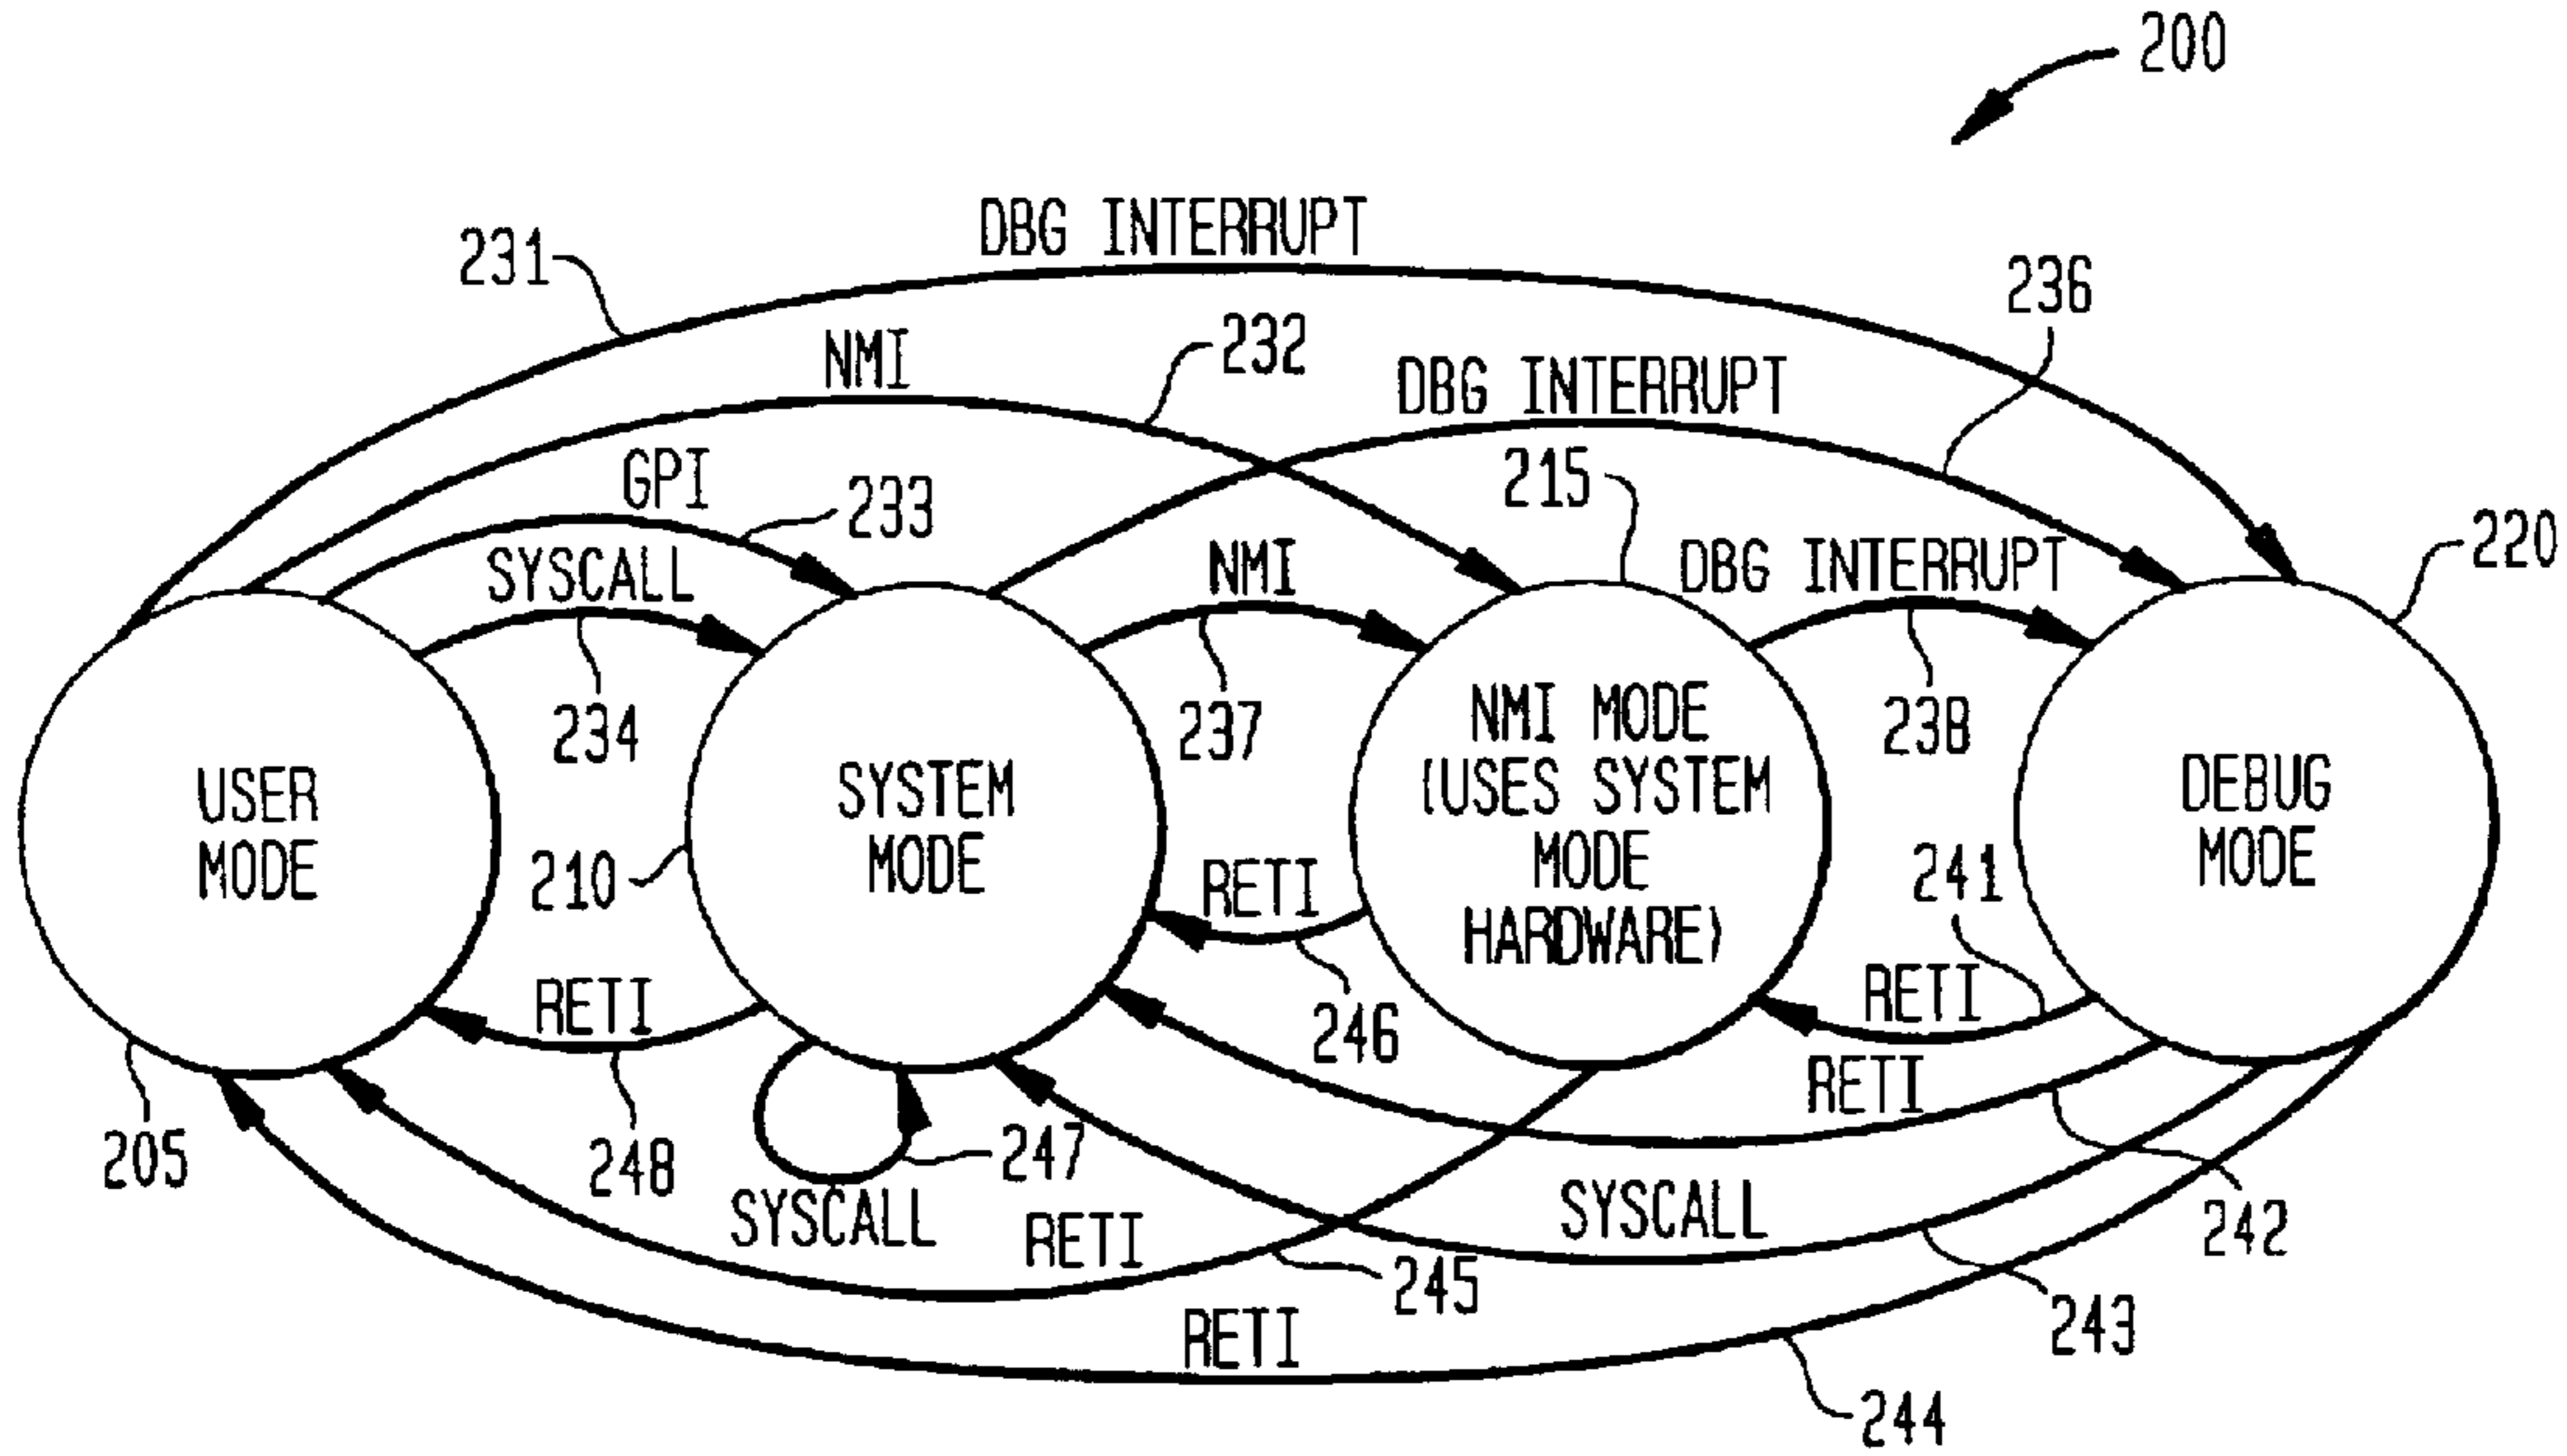 200
DBG INTERRUPT
231
236
NMI
232
DBG INTERRUPT
GPI
233
215
220
SYSCALL
NMI
DBG INTERRUPT
234
237
238
USER
MODE
SYSTEM
MODE
NMI MODE
(USES SYSTEM
MODE
HARDWARE)
DEBUG
MODE
210
RETI
241
RETI
246
RETI
RETI
205
248
247
SYSCALL
RETI
SYSCALL
242
245
RETI
243
244